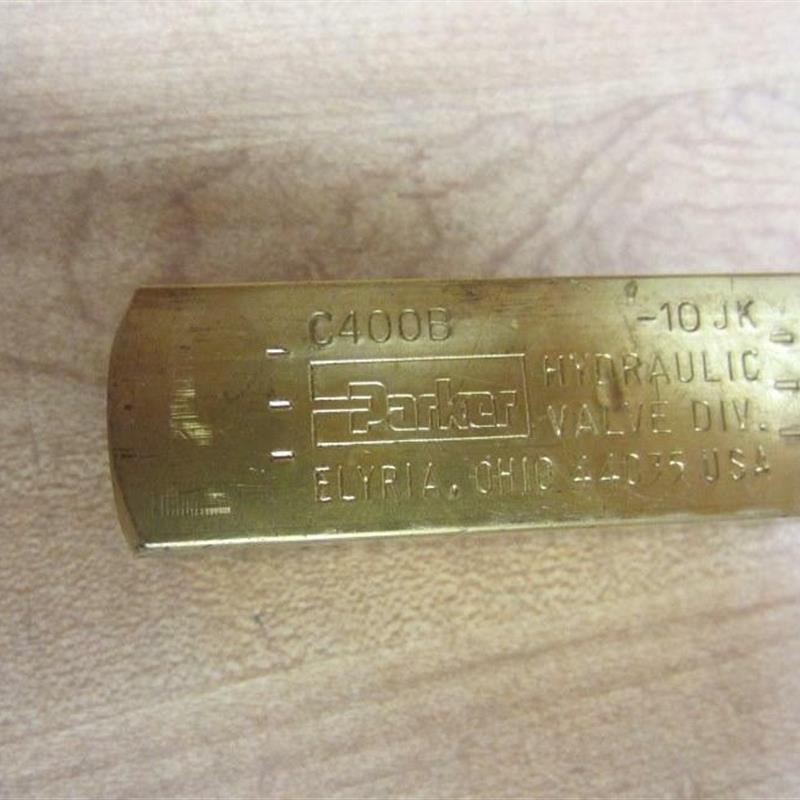 C400B -10 JK
Parker HYDRAULIC
VALVE DIV.
ELYRIA, OHIO 44035 USA